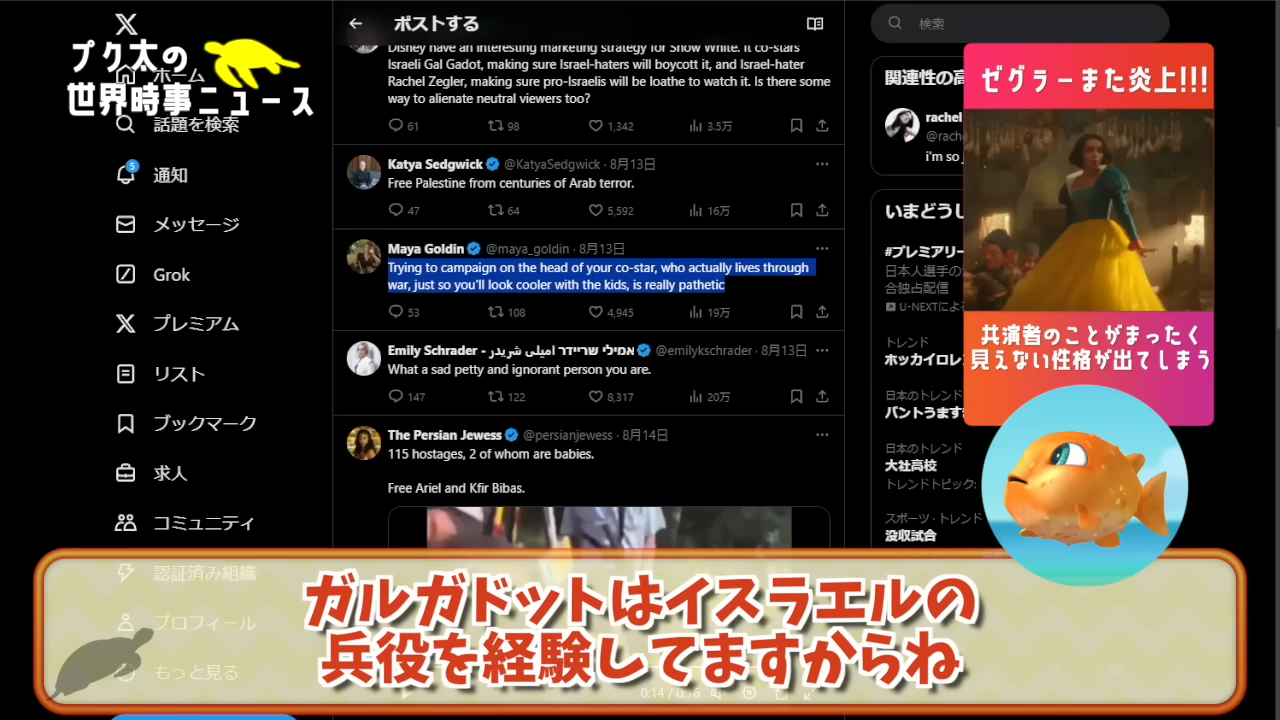 プク太の
世界時事ニュース
ホーム
話題を検索
5
通知
メッセージ
Grok
プレミアム
リスト
ブックマーク
求人
コミュニティ
認証済み組織
プロフィール
もっと見る
ポストする
Disney have an interesting marketing strategy for Snow White. It co-stars
Israeli Gal Gadot, making sure Israel-haters will boycott it, and Israel-hater
Rachel Zegler, making sure pro-Israelis will be loathe to watch it. Is there some
way to alienate neutral viewers too?
61 98 1,342 3.5万
Katya Sedgwick @KatyaSedgwick · 8月13日
Free Palestine from centuries of Arab terror.
47 64 5,592 16万
Maya Goldin @maya_goldin · 8月13日
Trying to campaign on the head of your co-star, who actually lives through
war, just so you'll look cooler with the kids, is really pathetic
53 108 4,945 19万
Emily Schrader - אמילי שריידר امیلی شریدر @emilykschrader · 8月13日
What a sad petty and ignorant person you are.
147 122 8,317 20万
The Persian Jewess @persianjewess · 8月14日
115 hostages, 2 of whom are babies.
Free Ariel and Kfir Bibas.
0:14 / 0:16
検索
関連性の高
rachel
@rach
i'm so
いまどうし
#プレミアリー
日本人選手の
合独占配信
U-NEXTによ
トレンド
ホッカイロレ
日本のトレンド
パントうます
日本のトレンド
大社高校
トレンドトピック:
スポーツ · トレンド
没収試合
ゼグラーまた炎上!!!
共演者のことがまったく
見えない性格が出てしまう
ガルガドットはイスラエルの
兵役を経験してますからね